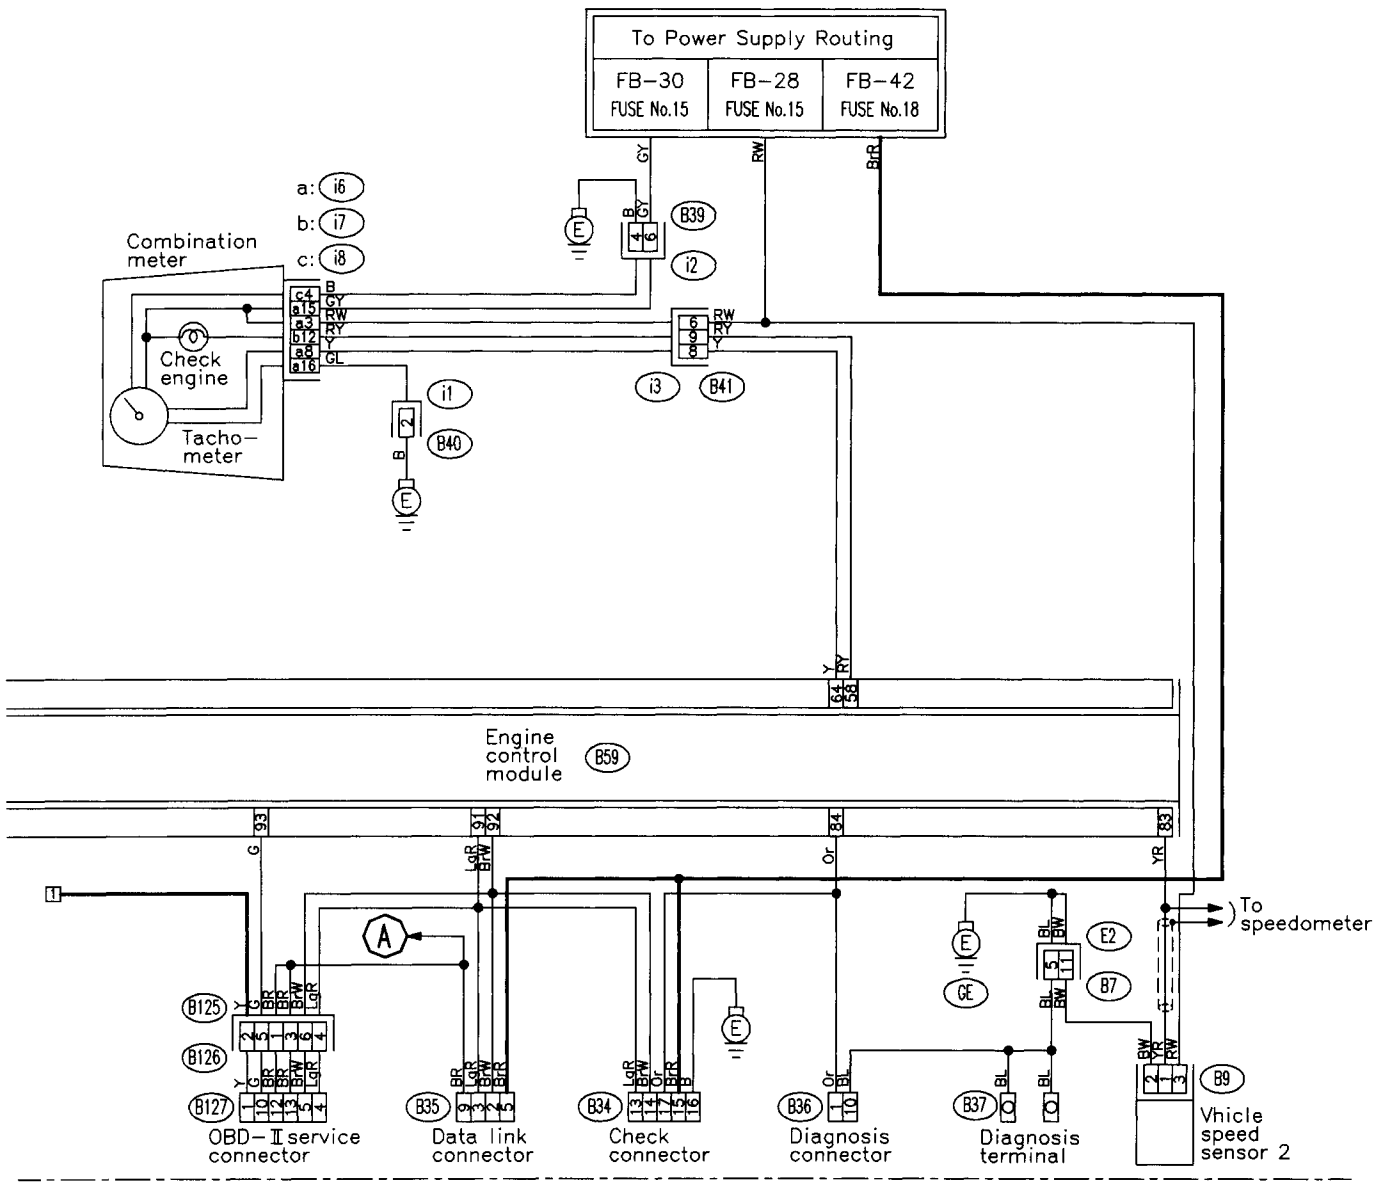 To Power Supply Routing
FB-30 FB-28 FB-42
FUSE No.15 FUSE No.15 FUSE No.18
GY RW BrR
a: i6
b: i7
c: i8
B GY
4 6
E
B39
i2
Combination
meter
c4 B
a15 GY
a3 RW
b12 RY
a8 Y
a16 GL
6 RW
9 RY
8 Y
i3 B41
Check
engine
Tacho-
meter
i1
2
B40
B
E
Y RY
64 58
Engine
control
module
B59
93 91 92 84 83
G LgR BrW Or YR
1
A
To
speedometer
E
GE
BL BW
E2
5 11
B7
BL BW
B125
Y G BR BR BrW LgR
2 5 1 3 6 4
B126
Y G BR BR BrW LgR
B127
1 10 12 13 5 4
OBD-II service
connector
BR LgR BrW BrR
B35
9 3 2 5
Data link
connector
E
LgR BrW Or BrR B
B34
13 14 17 15 16
Check
connector
Or BL
B36
1 10
Diagnosis
connector
BL BL
B37
Diagnosis
terminal
BW YR RW
2 1 3
B9
Vhicle
speed
sensor 2